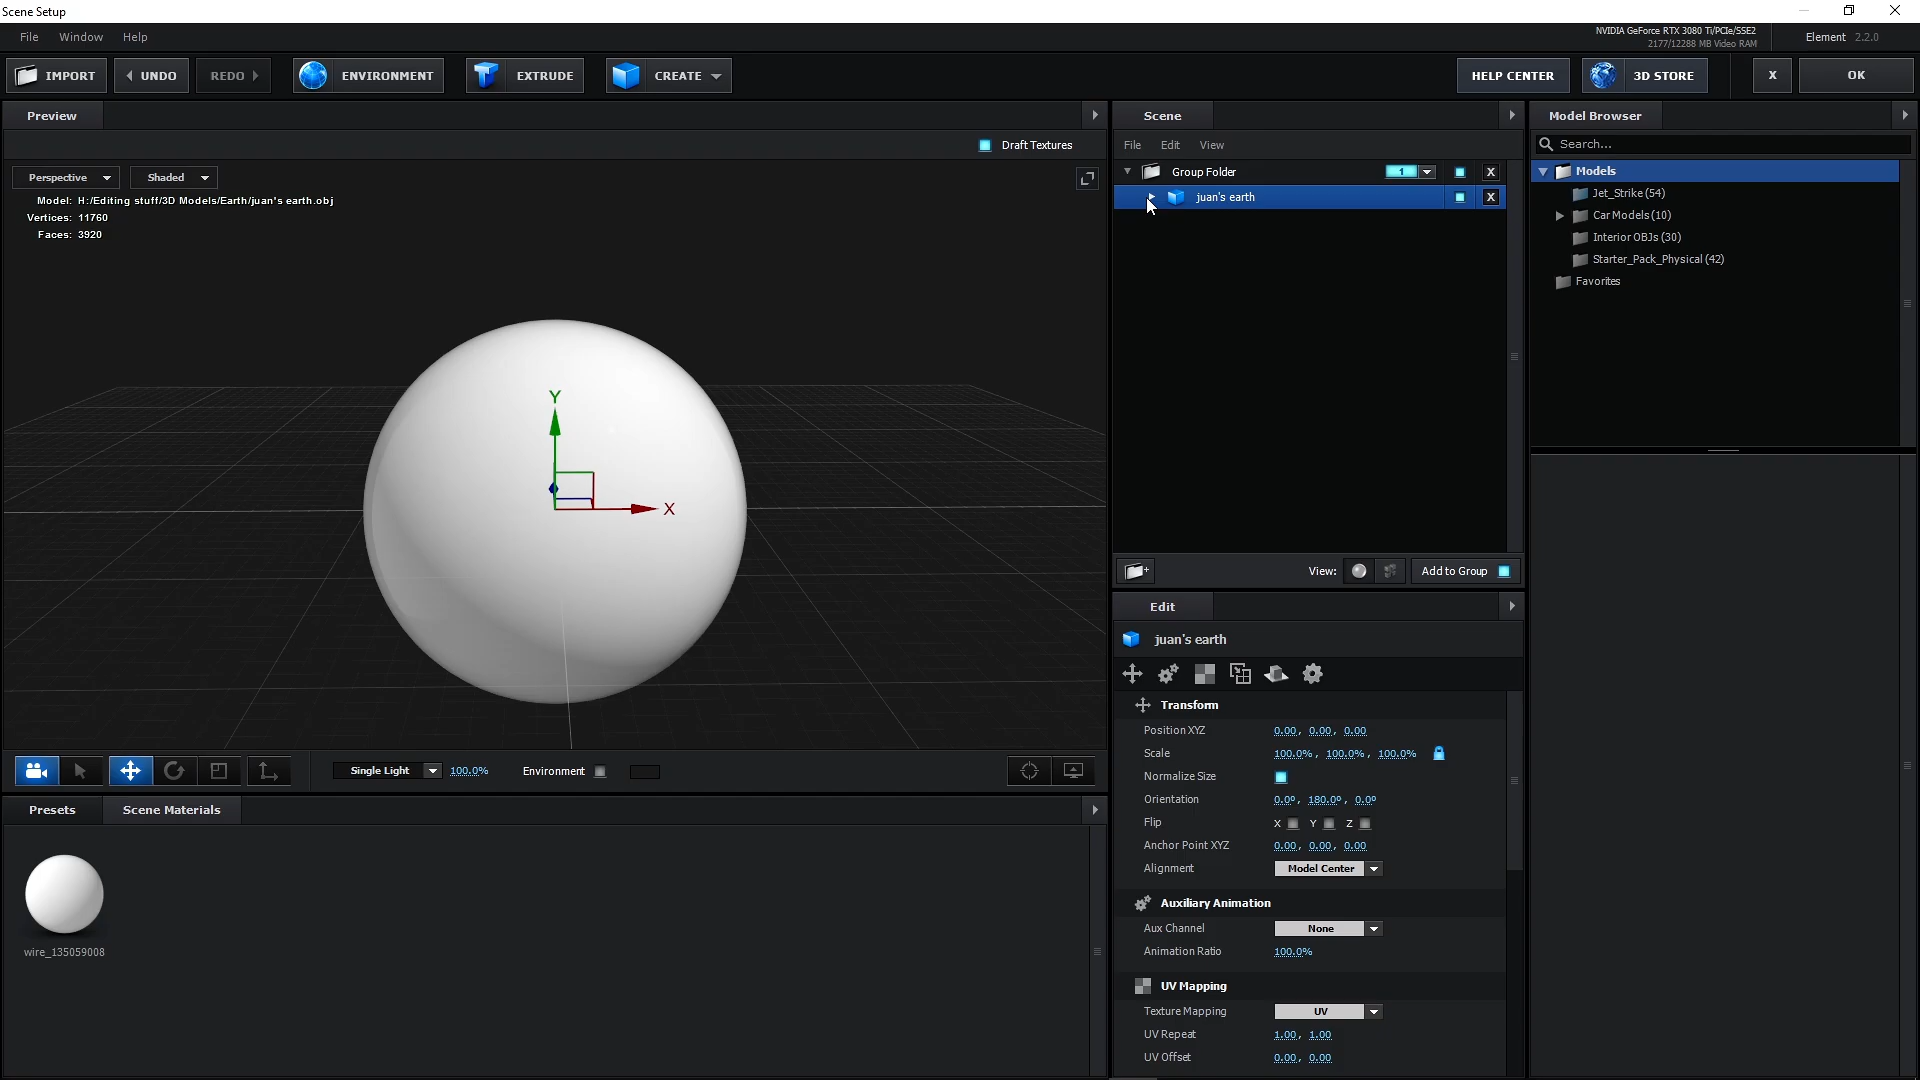 Scene Setup
File Window Help
NVIDIA GeForce RTX 3080 Ti/PCIe/SSE2
2177/12288 MB Video RAM
Element 2.2.0
IMPORT UNDO REDO ENVIRONMENT EXTRUDE CREATE HELP CENTER 3D STORE X OK
Preview
Draft Textures
Perspective Shaded
Model: H:/Editing stuff/3D Models/Earth/juan's earth.obj
Vertices: 11760
Faces: 3920
Y
X
Single Light 100.0% Environment
Presets Scene Materials
wire_135059008
Scene
File Edit View
Group Folder 1 X
juan's earth X
View: Add to Group
Edit
juan's earth
Transform
Position XYZ 0.00, 0.00, 0.00
Scale 100.0%, 100.0%, 100.0%
Normalize Size
Orientation 0.0º, 180.0º, 0.0º
Flip X Y Z
Anchor Point XYZ 0.00, 0.00, 0.00
Alignment Model Center
Auxiliary Animation
Aux Channel None
Animation Ratio 100.0%
UV Mapping
Texture Mapping UV
UV Repeat 1.00, 1.00
UV Offset 0.00, 0.00
Model Browser
Search...
Models
Jet_Strike (54)
Car Models (10)
Interior OBJs (30)
Starter_Pack_Physical (42)
Favorites